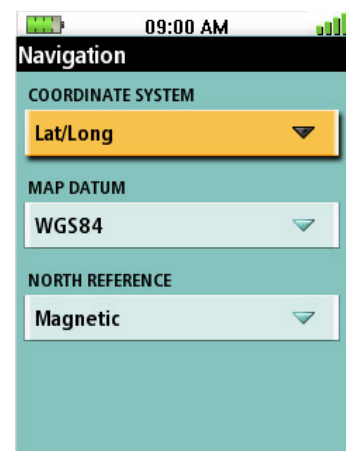 09:00 AM
Navigation
COORDINATE SYSTEM
Lat/Long
MAP DATUM
WGS84
NORTH REFERENCE
Magnetic